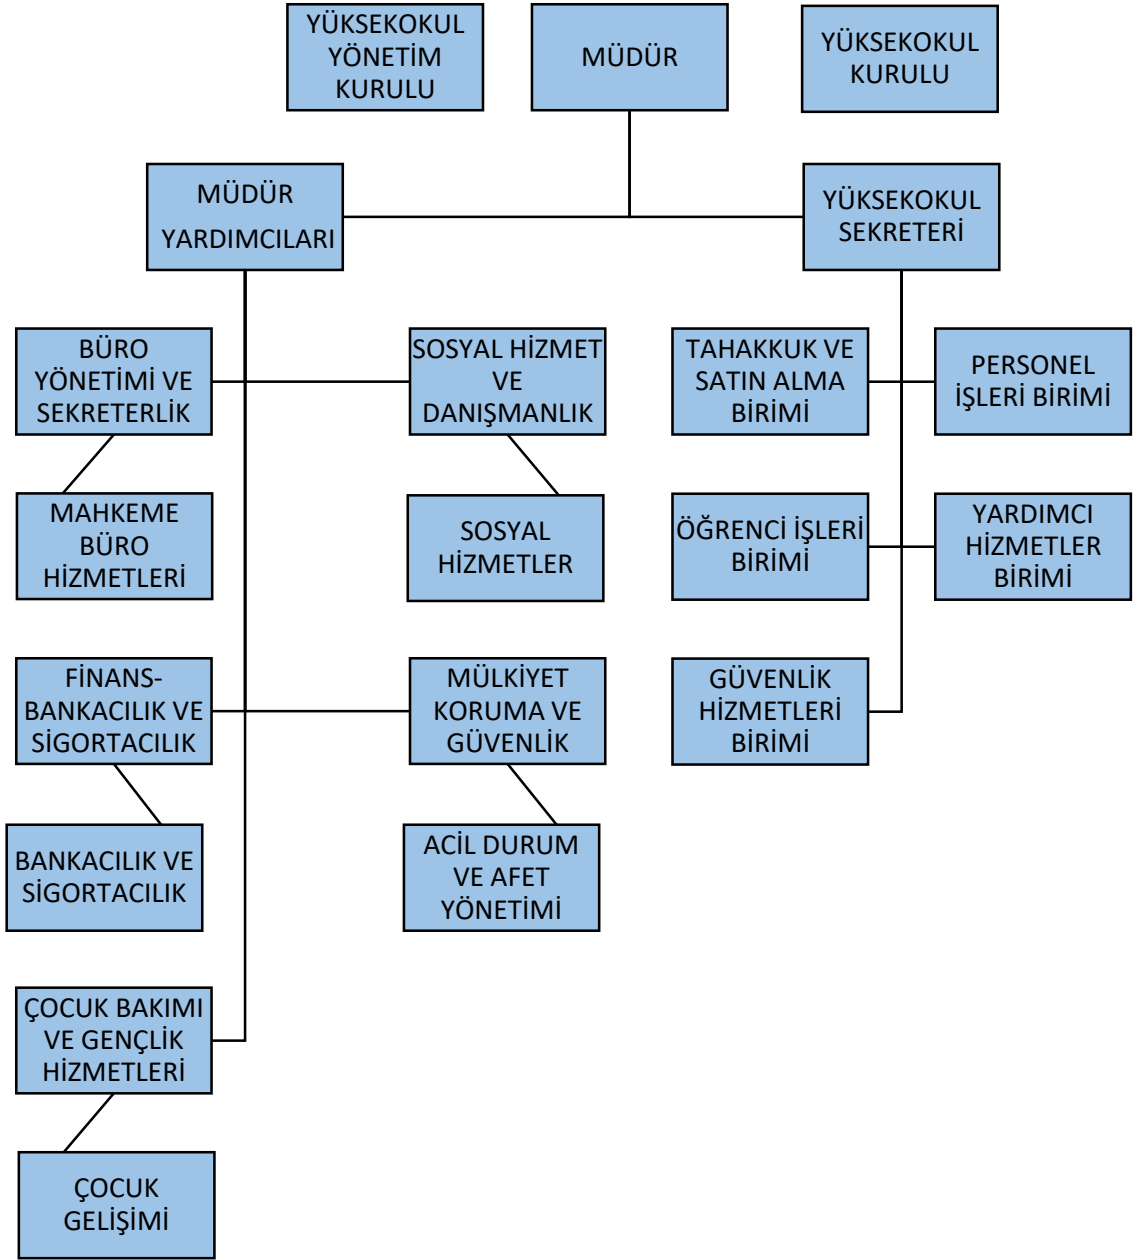 YÜKSEKOKUL
YÖNETİM
KURULU
MÜDÜR
YÜKSEKOKUL
KURULU
MÜDÜR
YARDIMCILARI
YÜKSEKOKUL
SEKRETERİ
BÜRO
YÖNETİMİ VE
SEKRETERLİK
SOSYAL HİZMET
VE
DANIŞMANLIK
TAHAKKUK VE
SATIN ALMA
BİRİMİ
PERSONEL
İŞLERİ BİRİMİ
MAHKEME
BÜRO
HİZMETLERİ
SOSYAL
HİZMETLER
ÖĞRENCİ İŞLERİ
BİRİMİ
YARDIMCI
HİZMETLER
BİRİMİ
FİNANS-
BANKACILIK VE
SİGORTACILIK
MÜLKİYET
KORUMA VE
GÜVENLİK
GÜVENLİK
HİZMETLERİ
BİRİMİ
BANKACILIK VE
SİGORTACILIK
ACİL DURUM
VE AFET
YÖNETİMİ
ÇOCUK BAKIMI
VE GENÇLİK
HİZMETLERİ
ÇOCUK
GELİŞİMİ